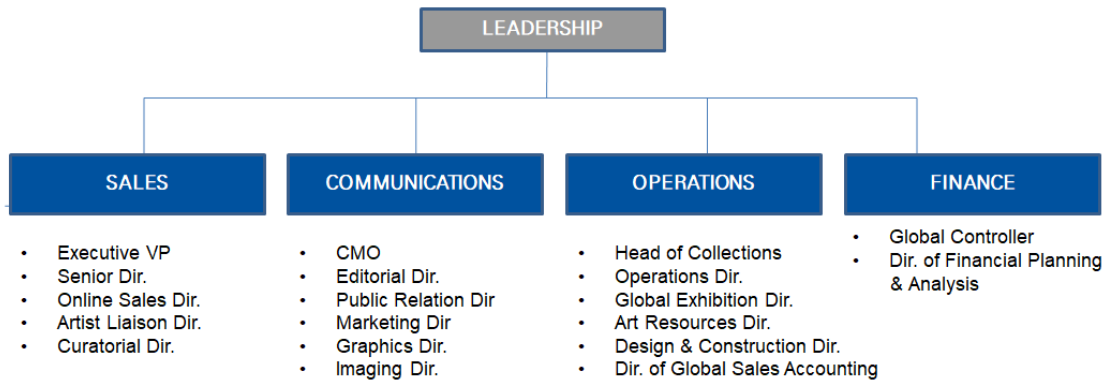 LEADERSHIP
SALES
COMMUNICATIONS
OPERATIONS
FINANCE
• Executive VP
• Senior Dir.
• Online Sales Dir.
• Artist Liaison Dir.
• Curatorial Dir.
• CMO
• Editorial Dir.
• Public Relation Dir
• Marketing Dir
• Graphics Dir.
• Imaging Dir.
• Head of Collections
• Operations Dir.
• Global Exhibition Dir.
• Art Resources Dir.
• Design & Construction Dir.
• Dir. of Global Sales Accounting
• Global Controller
• Dir. of Financial Planning
& Analysis